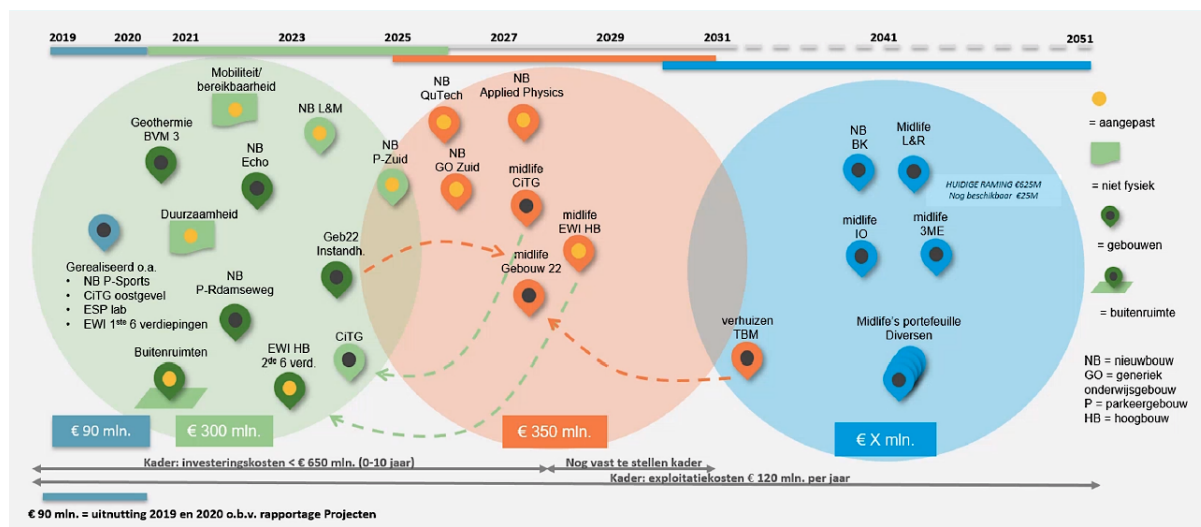 2019 2020 2021 2023 2025 2027 2029 2031 2041 2051
Mobiliteit/
bereikbaarheid
Geothermie
BVM 3
NB L&M
NB
Echo
NB
P-Zuid
Duurzaamheid
Gerealiseerd o.a.
• NB P-Sports
• CiTG oostgevel
• ESP lab
• EWI 1ste 6 verdiepingen
Geb22
Instandh.
NB
P-Rdamseweg
Buitenruimten
EWI HB
2de 6 verd.
CiTG
NB
QuTech
NB
Applied Physics
NB
GO Zuid
midlife
CiTG
midlife
EWI HB
midlife
Gebouw 22
verhuizen
TBM
NB
BK
Midlife
L&R
HUIDIGE RAMING €625M
Nog beschikbaar €25M
midlife
IO
midlife
3ME
Midlife's portefeuille
Diversen
= aangepast
= niet fysiek
= gebouwen
= buitenruimte
NB = nieuwbouw
GO = generiek
onderwijsgebouw
P = parkeergebouw
HB = hoogbouw
€ 90 mln.
€ 300 mln.
€ 350 mln.
€ X mln.
Kader: investeringskosten < € 650 mln. (0-10 jaar)
Nog vast te stellen kader
Kader: exploitatiekosten € 120 mln. per jaar
€ 90 mln. = uitnutting 2019 en 2020 o.b.v. rapportage Projecten